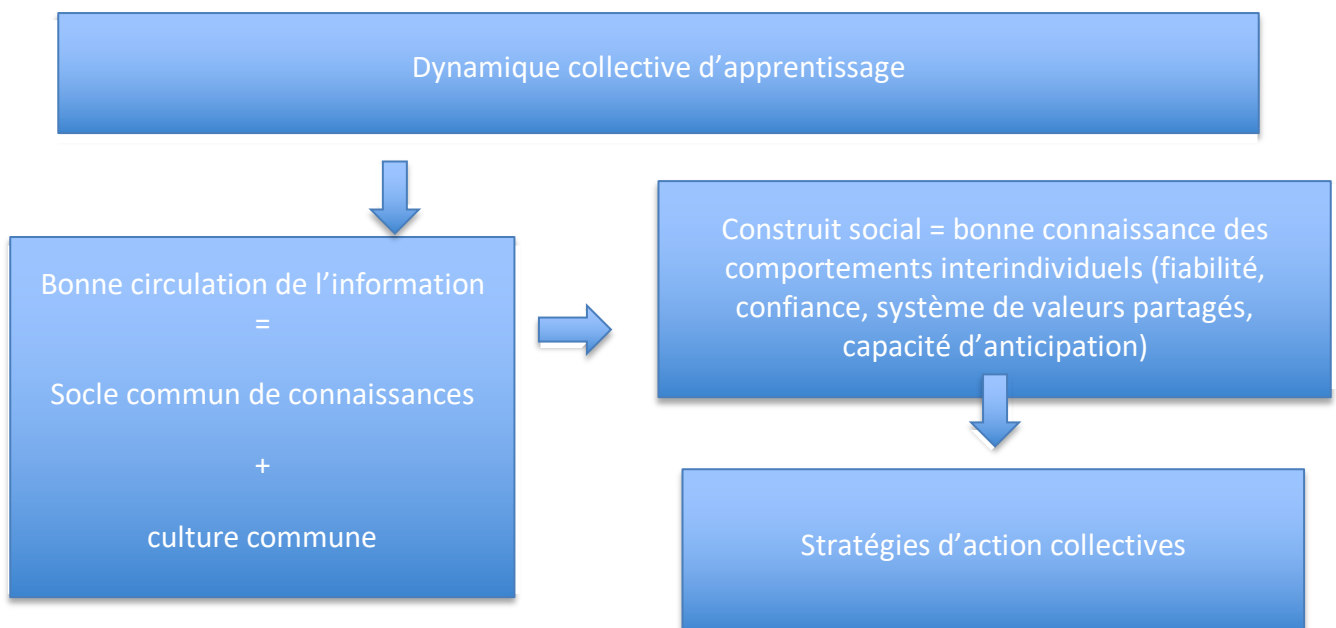 Dynamique collective d’apprentissage
Bonne circulation de l’information
=
Socle commun de connaissances
+
culture commune
Construit social = bonne connaissance des
comportements interindividuels (fiabilité,
confiance, système de valeurs partagés,
capacité d’anticipation)
Stratégies d’action collectives